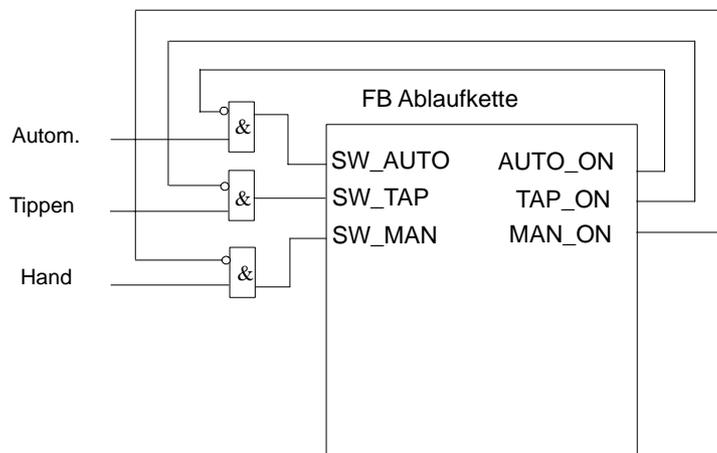 FB Ablaufkette
Autom.
&
SW_AUTO
AUTO_ON
Tippen
&
SW_TAP
TAP_ON
Hand
&
SW_MAN
MAN_ON